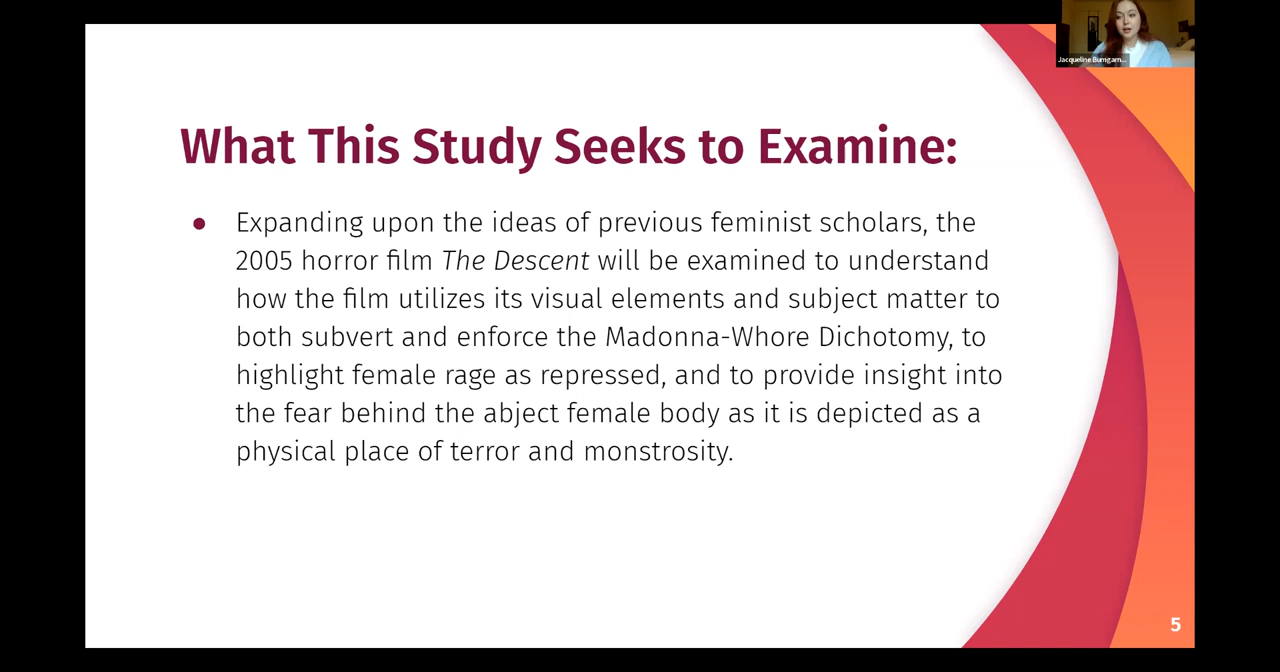 Jacqueline Bumgarn...
What This Study Seeks to Examine:
● Expanding upon the ideas of previous feminist scholars, the
2005 horror film The Descent will be examined to understand
how the film utilizes its visual elements and subject matter to
both subvert and enforce the Madonna-Whore Dichotomy, to
highlight female rage as repressed, and to provide insight into
the fear behind the abject female body as it is depicted as a
physical place of terror and monstrosity.
5